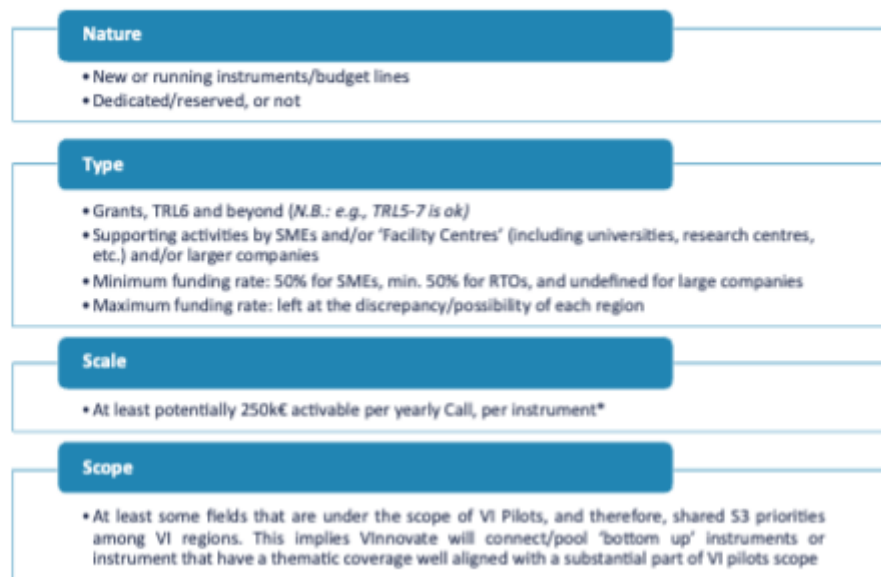 Nature
• New or running instruments/budget lines
• Dedicated/reserved, or not
Type
• Grants, TRL6 and beyond (N.B.: e.g., TRL5-7 is ok)
• Supporting activities by SMEs and/or 'Facility Centres' (including universities, research centres,
etc.) and/or larger companies
• Minimum funding rate: 50% for SMEs, min. 50% for RTOs, and undefined for large companies
• Maximum funding rate: left at the discrepancy/possibility of each region
Scale
• At least potentially 250k€ activable per yearly Call, per instrument*
Scope
• At least some fields that are under the scope of VI Pilots, and therefore, shared S3 priorities
among VI regions. This implies VInnovate will connect/pool 'bottom up' instruments or
instrument that have a thematic coverage well aligned with a substantial part of VI pilots scope